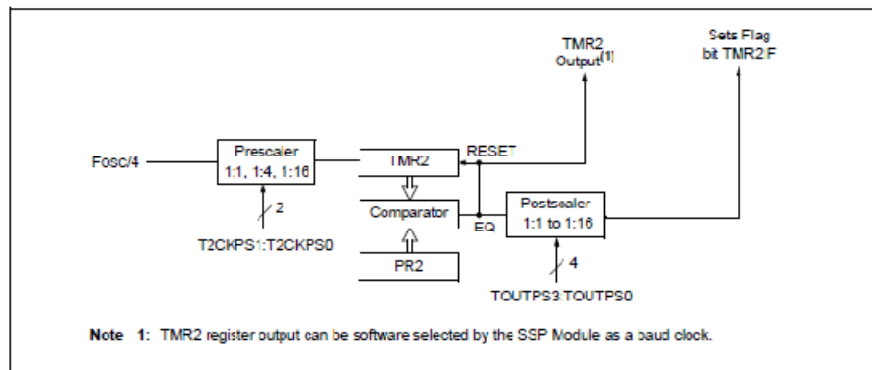 TMR2
Output(1)
Sets Flag
bit TMR2IF
Fosc/4
Prescaler
1:1, 1:4, 1:16
TMR2
RESET
2
Comparator
EQ
Postscaler
1:1 to 1:16
T2CKPS1:T2CKPS0
PR2
4
TOUTPS3:TOUTPS0
Note 1: TMR2 register output can be software selected by the SSP Module as a baud clock.